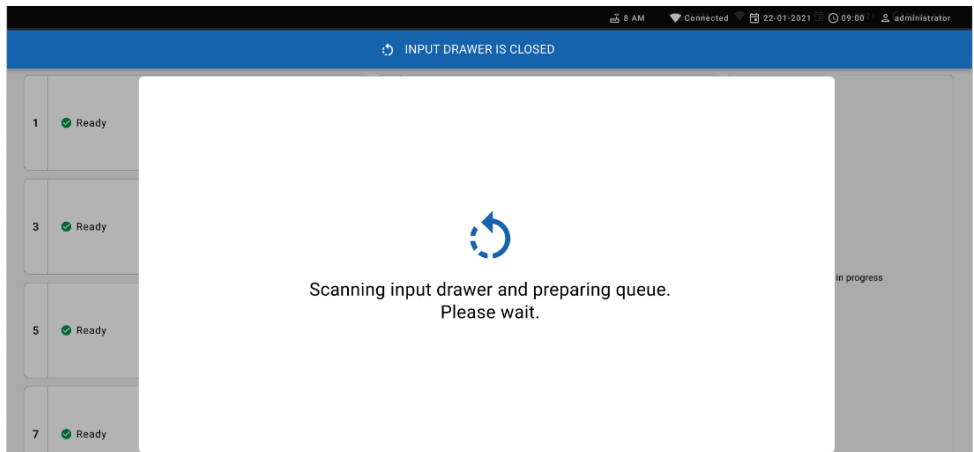 8 AM Connected 22-01-2021 09:00 administrator
INPUT DRAWER IS CLOSED
1 Ready
3 Ready
Scanning input drawer and preparing queue.
Please wait.
in progress
5 Ready
7 Ready